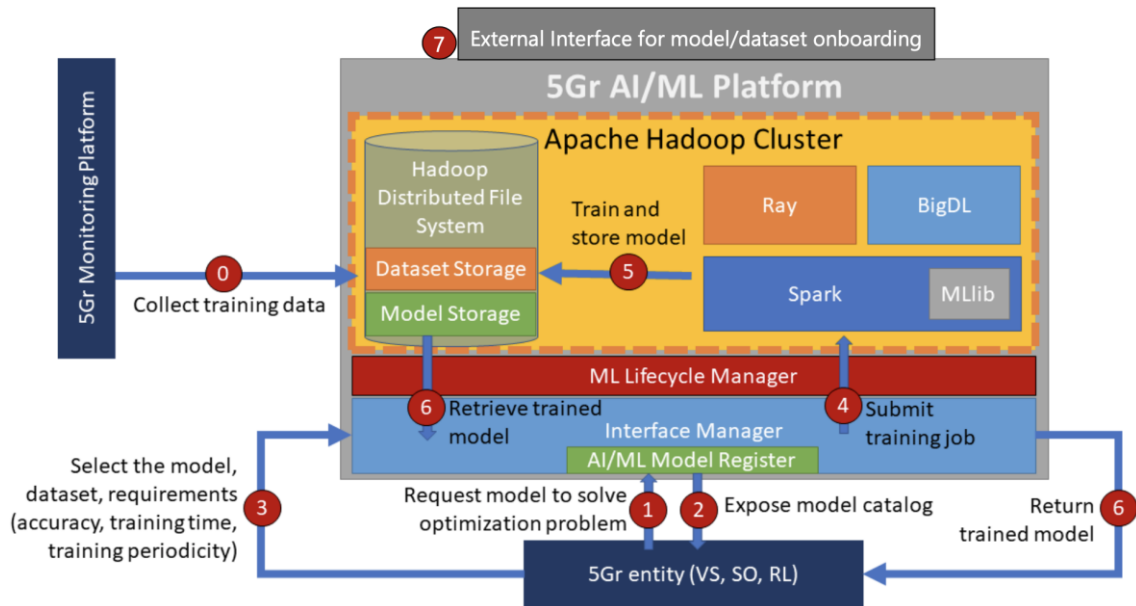 7
External Interface for model/dataset onboarding
5Gr AI/ML Platform
5Gr Monitoring Platform
Apache Hadoop Cluster
Hadoop
Distributed File
System
Dataset Storage
Model Storage
0
Collect training data
Train and
store model
5
Ray
BigDL
Spark
MLlib
ML Lifecycle Manager
6
Retrieve trained
model
4
Submit
training job
Interface Manager
AI/ML Model Register
Select the model,
dataset, requirements
(accuracy, training time,
training periodicity)
3
Request model to solve
optimization problem
1
2
Expose model catalog
Return
trained model
6
5Gr entity (VS, SO, RL)